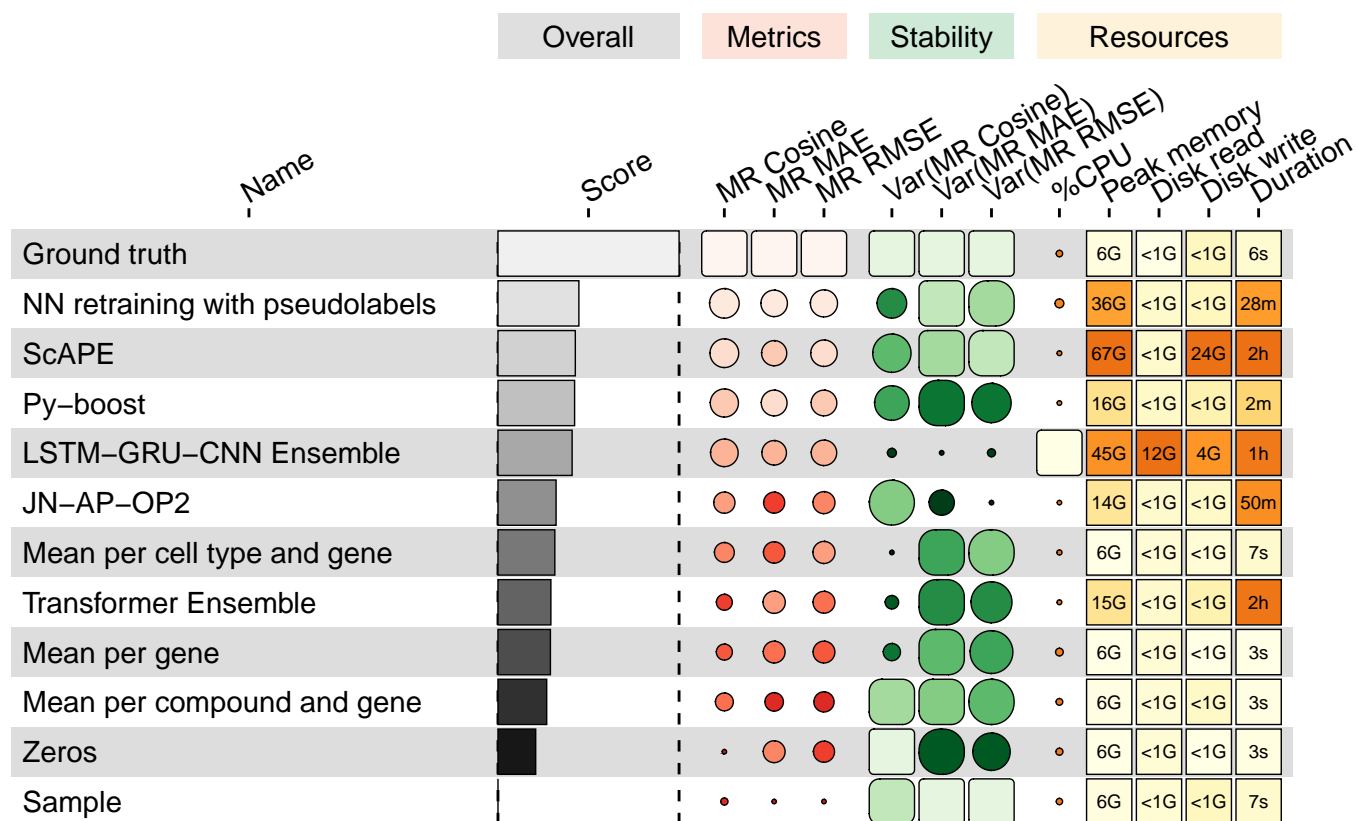 Overall Metrics Stability Resources
Name Score MR Cosine MR MAE MR RMSE Var(MR Cosine) Var(MR MAE) Var(MR RMSE) %CPU Peak memory Disk read Disk write Duration
Ground truth 6G <1G <1G 6s
NN retraining with pseudolabels 36G <1G <1G 28m
ScAPE 67G <1G 24G 2h
Py−boost 16G <1G <1G 2m
LSTM−GRU−CNN Ensemble 45G 12G 4G 1h
JN−AP−OP2 14G <1G <1G 50m
Mean per cell type and gene 6G <1G <1G 7s
Transformer Ensemble 15G <1G <1G 2h
Mean per gene 6G <1G <1G 3s
Mean per compound and gene 6G <1G <1G 3s
Zeros 6G <1G <1G 3s
Sample 6G <1G <1G 7s